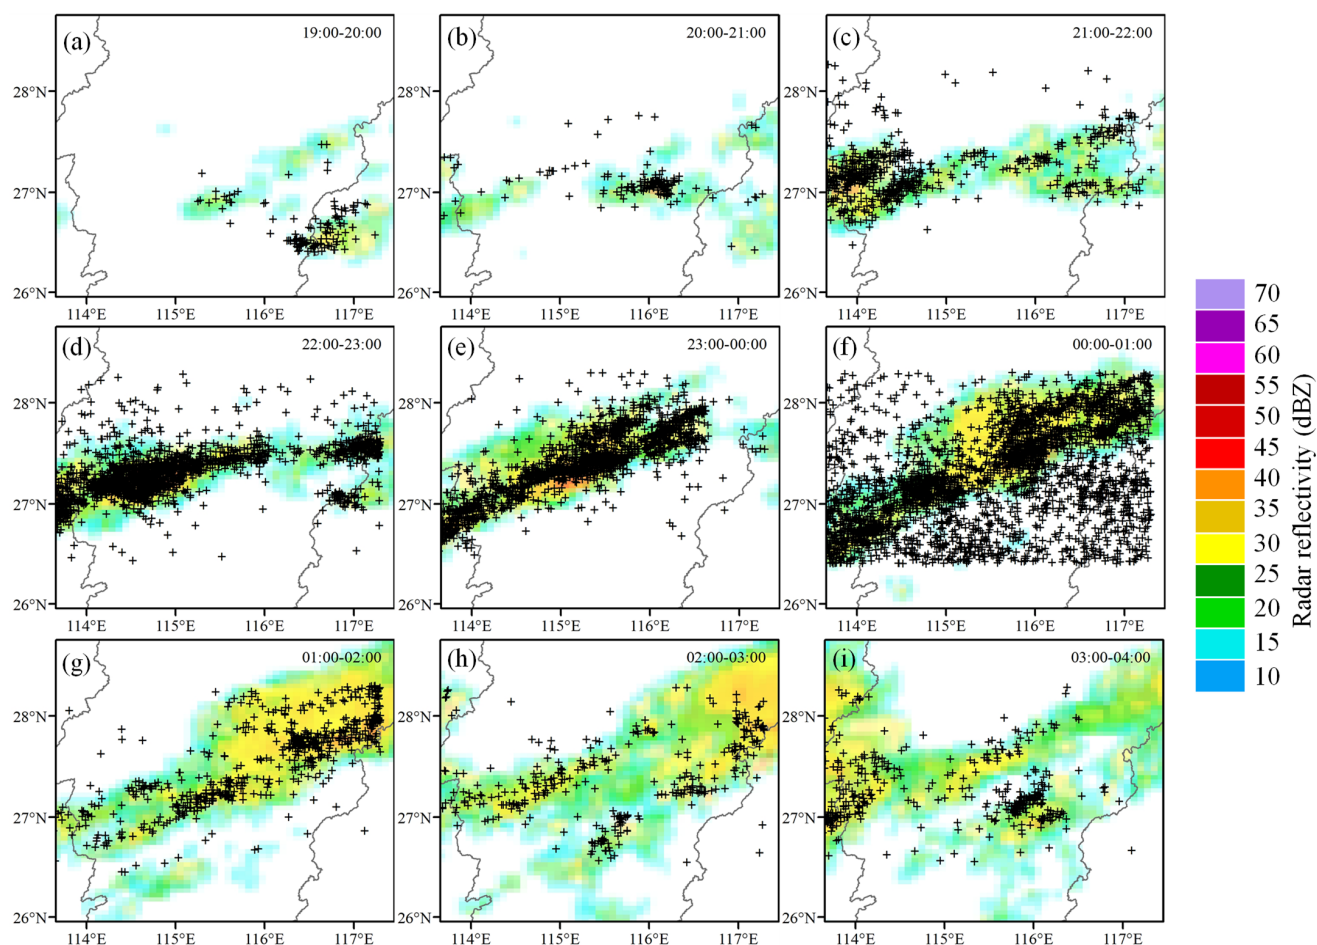 (a) 19:00-20:00
(b) 20:00-21:00
(c) 21:00-22:00
28°N 28°N 28°N
27°N 27°N 27°N
26°N 26°N 26°N
114°E 115°E 116°E 117°E 114°E 115°E 116°E 117°E 114°E 115°E 116°E 117°E
(d) 22:00-23:00
(e) 23:00-00:00
(f) 00:00-01:00
28°N 28°N 28°N
27°N 27°N 27°N
26°N 26°N 26°N
114°E 115°E 116°E 117°E 114°E 115°E 116°E 117°E 114°E 115°E 116°E 117°E
(g) 01:00-02:00
(h) 02:00-03:00
(i) 03:00-04:00
28°N 28°N 28°N
27°N 27°N 27°N
26°N 26°N 26°N
114°E 115°E 116°E 117°E 114°E 115°E 116°E 117°E 114°E 115°E 116°E 117°E
70
65
60
55
50
45
40
35
30
25
20
15
10
Radar reflectivity (dBZ)